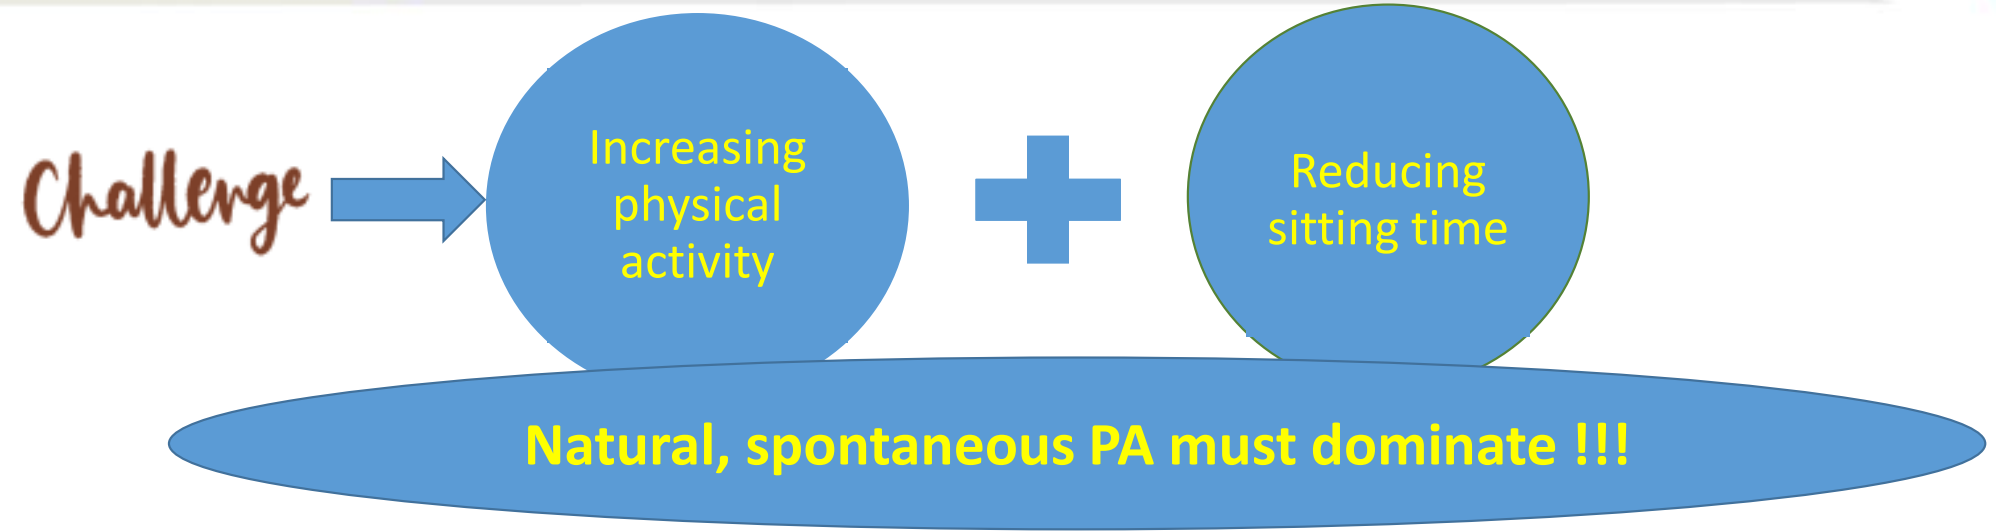 Challenge
Increasing
physical
activity
Reducing
sitting time
Natural, spontaneous PA must dominate !!!